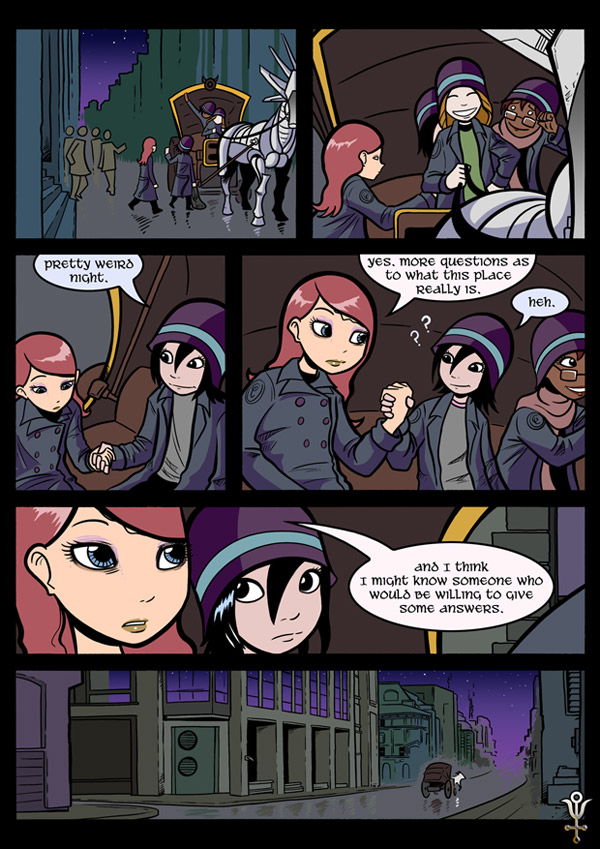 pretty weird
night.
yes. more questions as
to what this place
really is.
??
heh.
and i think
i might know someone who
would be willing to give
some answers.